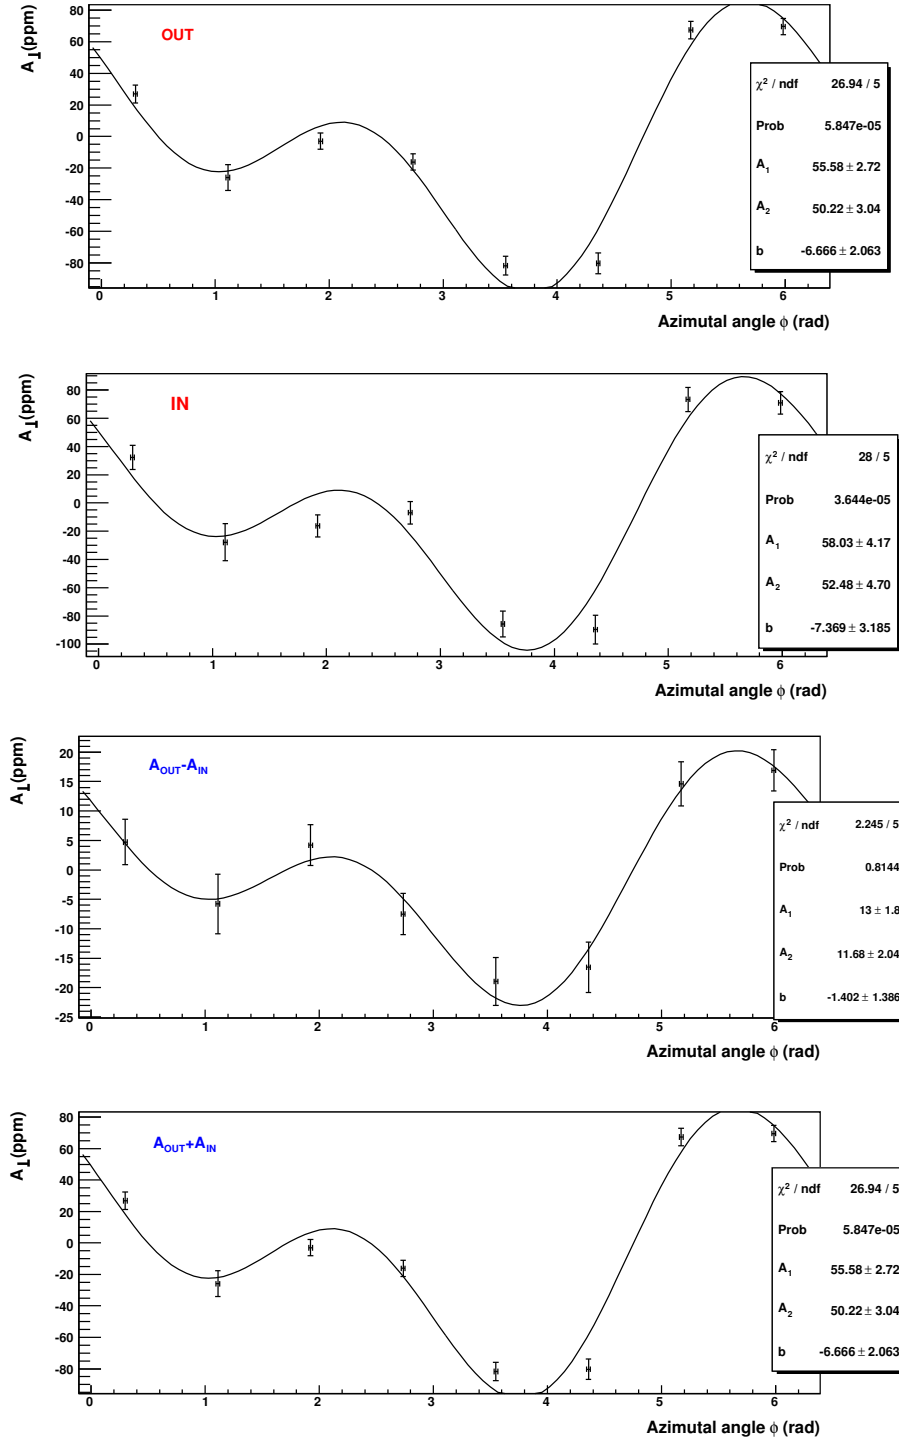 OUT
A⊥(ppm)
80
60
40
20
0
-20
-40
-60
-80
0 1 2 3 4 5 6
Azimutal angle ϕ (rad)
χ² / ndf 26.94 / 5
Prob 5.847e-05
A₁ 55.58 ± 2.72
A₂ 50.22 ± 3.04
b -6.666 ± 2.063
IN
A⊥(ppm)
80
60
40
20
0
-20
-40
-60
-80
-100
0 1 2 3 4 5 6
Azimutal angle ϕ (rad)
χ² / ndf 28 / 5
Prob 3.644e-05
A₁ 58.03 ± 4.17
A₂ 52.48 ± 4.70
b -7.369 ± 3.185
A_OUT-A_IN
A⊥(ppm)
20
15
10
5
0
-5
-10
-15
-20
-25
0 1 2 3 4 5 6
Azimutal angle ϕ (rad)
χ² / ndf 2.245 / 5
Prob 0.8144
A₁ 13 ± 1.8
A₂ 11.68 ± 2.04
b -1.402 ± 1.386
A_OUT+A_IN
A⊥(ppm)
80
60
40
20
0
-20
-40
-60
-80
0 1 2 3 4 5 6
Azimutal angle ϕ (rad)
χ² / ndf 26.94 / 5
Prob 5.847e-05
A₁ 55.58 ± 2.72
A₂ 50.22 ± 3.04
b -6.666 ± 2.063